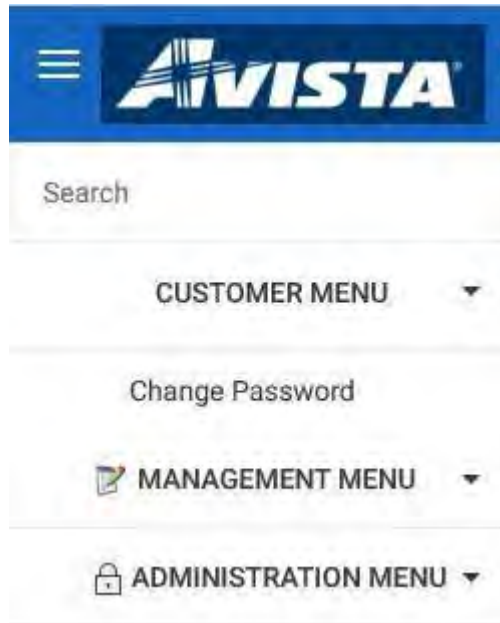 AVISTA
Search
CUSTOMER MENU
Change Password
MANAGEMENT MENU
ADMINISTRATION MENU